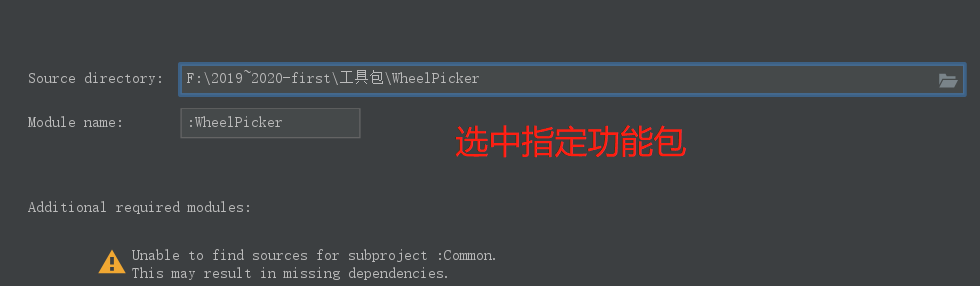 Source directory:
F:\2019~2020-first\工具包\WheelPicker
Module name:
:WheelPicker
选中指定功能包
Additional required modules:
Unable to find sources for subproject :Common.
This may result in missing dependencies.